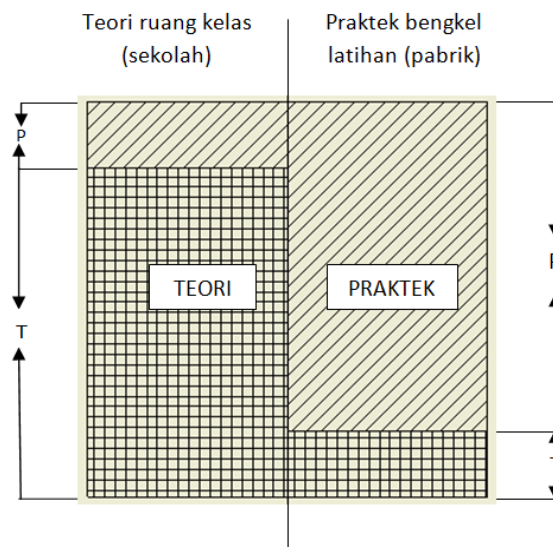 Teori ruang kelas
(sekolah)
Praktek bengkel
latihan (pabrik)
P
T
TEORI
PRAKTEK